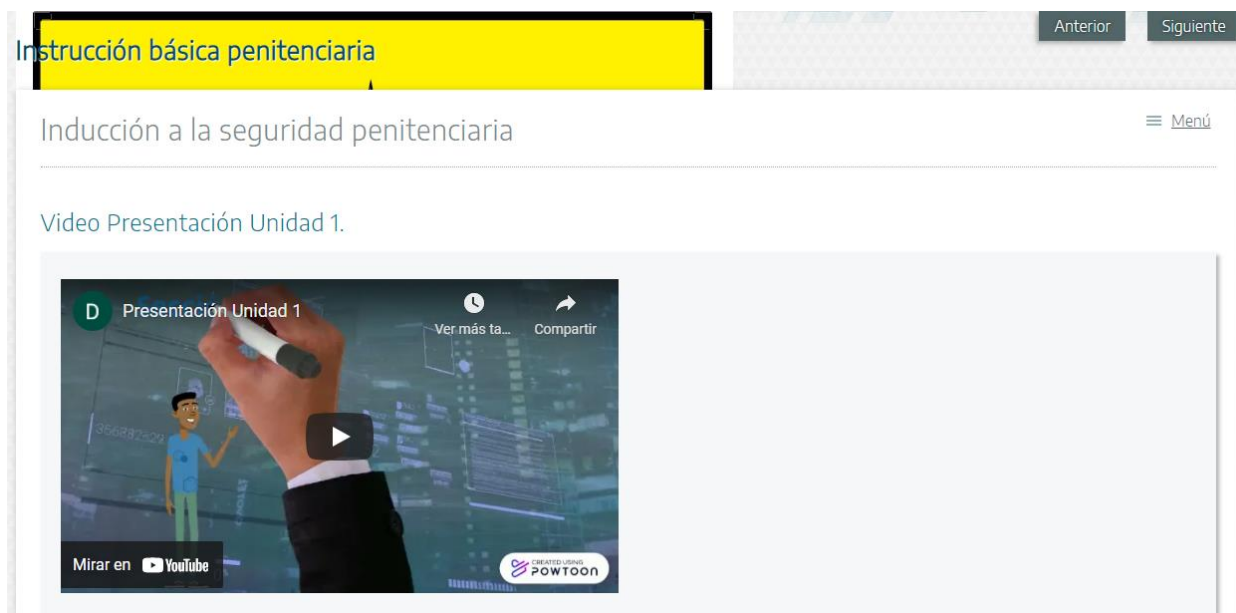 Instrucción básica penitenciaria
Anterior
Siguiente
Inducción a la seguridad penitenciaria
Menú
Video Presentación Unidad 1.
D
Presentación Unidad 1
Ver más ta...
Compartir
Mirar en YouTube
CREATED USING
POWTOON